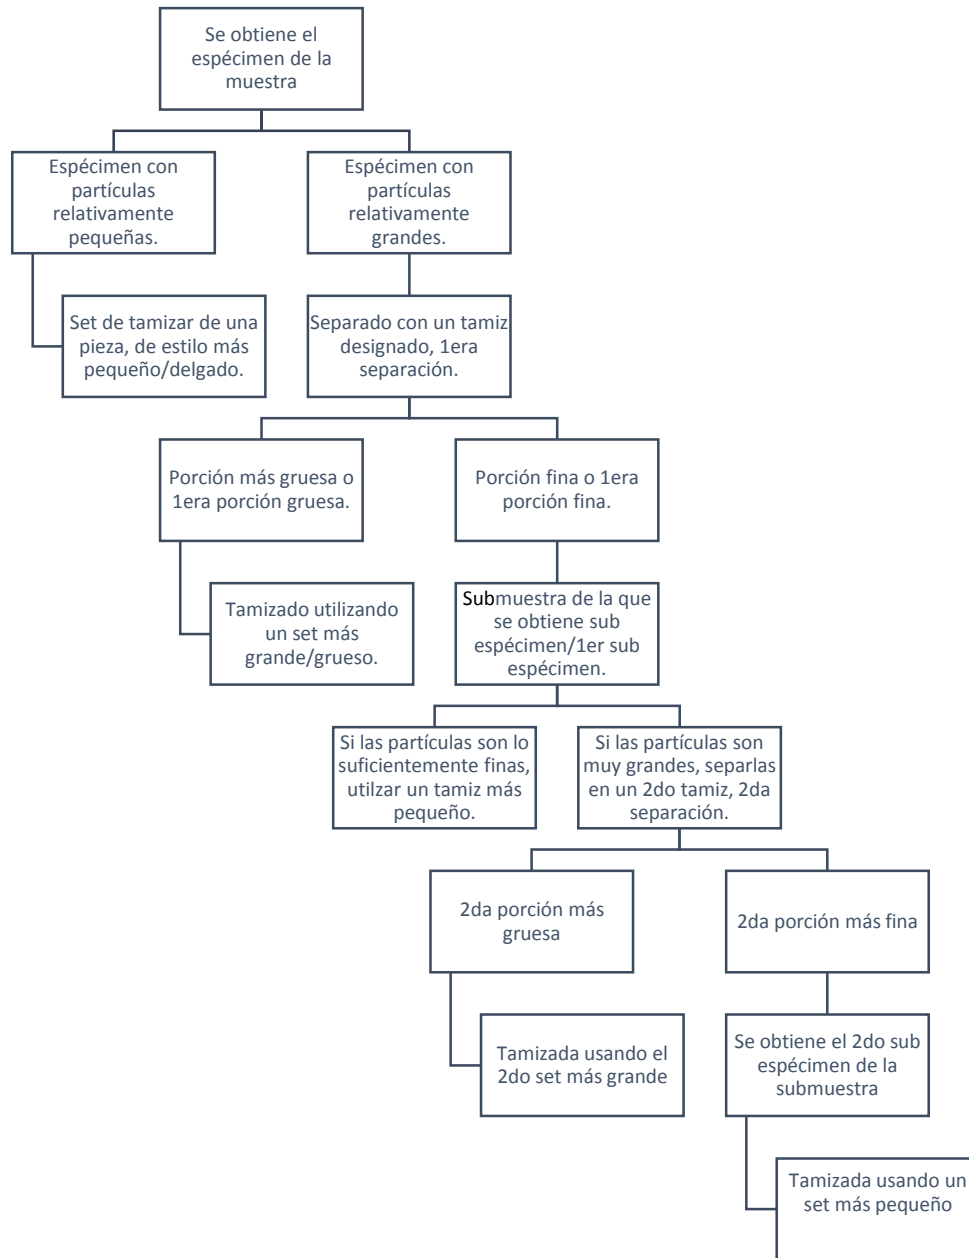 Se obtiene el
espécimen de la
muestra
Espécimen con
partículas
relativamente
pequeñas.
Espécimen con
partículas
relativamente
grandes.
Set de tamizar de una
pieza, de estilo más
pequeño/delgado.
Separado con un tamiz
designado, 1era
separación.
Porción más gruesa o
1era porción gruesa.
Porción fina o 1era
porción fina.
Tamizado utilizando
un set más
grande/grueso.
Submuestra de la que
se obtiene sub
espécimen/1er sub
espécimen.
Si las partículas son lo
suficientemente finas,
utilzar un tamiz más
pequeño.
Si las partículas son
muy grandes, separlas
en un 2do tamiz, 2da
separación.
2da porción más
gruesa
2da porción más fina
Tamizada usando el
2do set más grande
Se obtiene el 2do sub
espécimen de la
submuestra
Tamizada usando un
set más pequeño